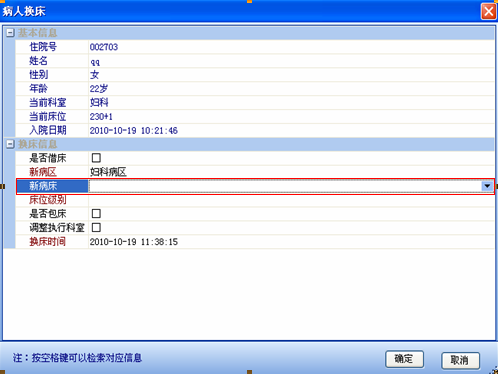 病人换床
基本信息
住院号 002703
姓名 qq
性别 女
年龄 22岁
当前科室 妇科
当前床位 230+1
入院日期 2010-10-19 10:21:46
换床信息
是否借床
新病区 妇科病区
新病床
床位级别
是否包床
调整执行科室
换床时间 2010-10-19 11:38:15
注：按空格键可以检索对应信息
确定 取消